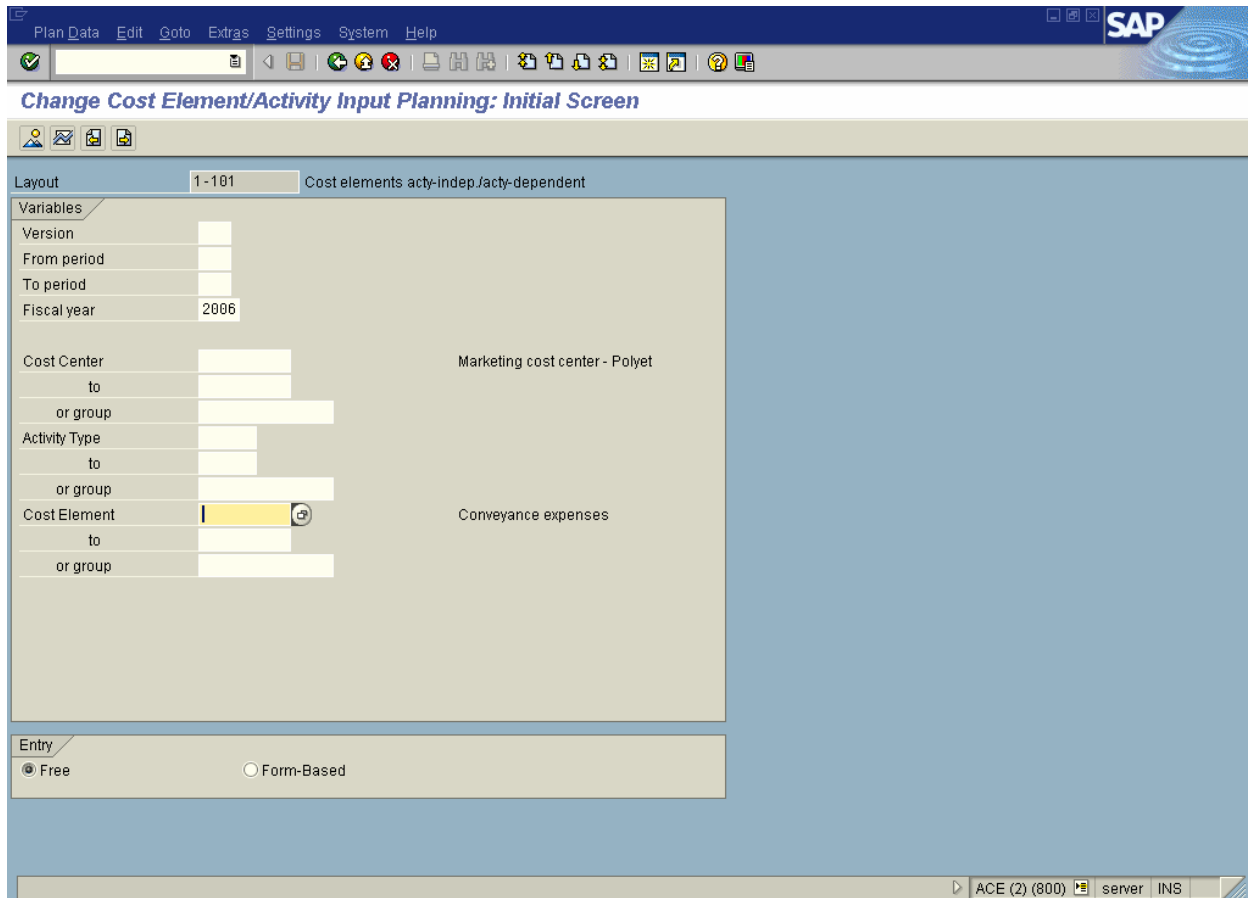 Plan Data Edit Goto Extras Settings System Help
SAP
Change Cost Element/Activity Input Planning: Initial Screen
Layout 1-101 Cost elements acty-indep./acty-dependent
Variables
Version
From period
To period
Fiscal year 2006
Cost Center Marketing cost center - Polyet
to
or group
Activity Type
to
or group
Cost Element Conveyance expenses
to
or group
Entry
Free Form-Based
ACE (2) (800) server INS